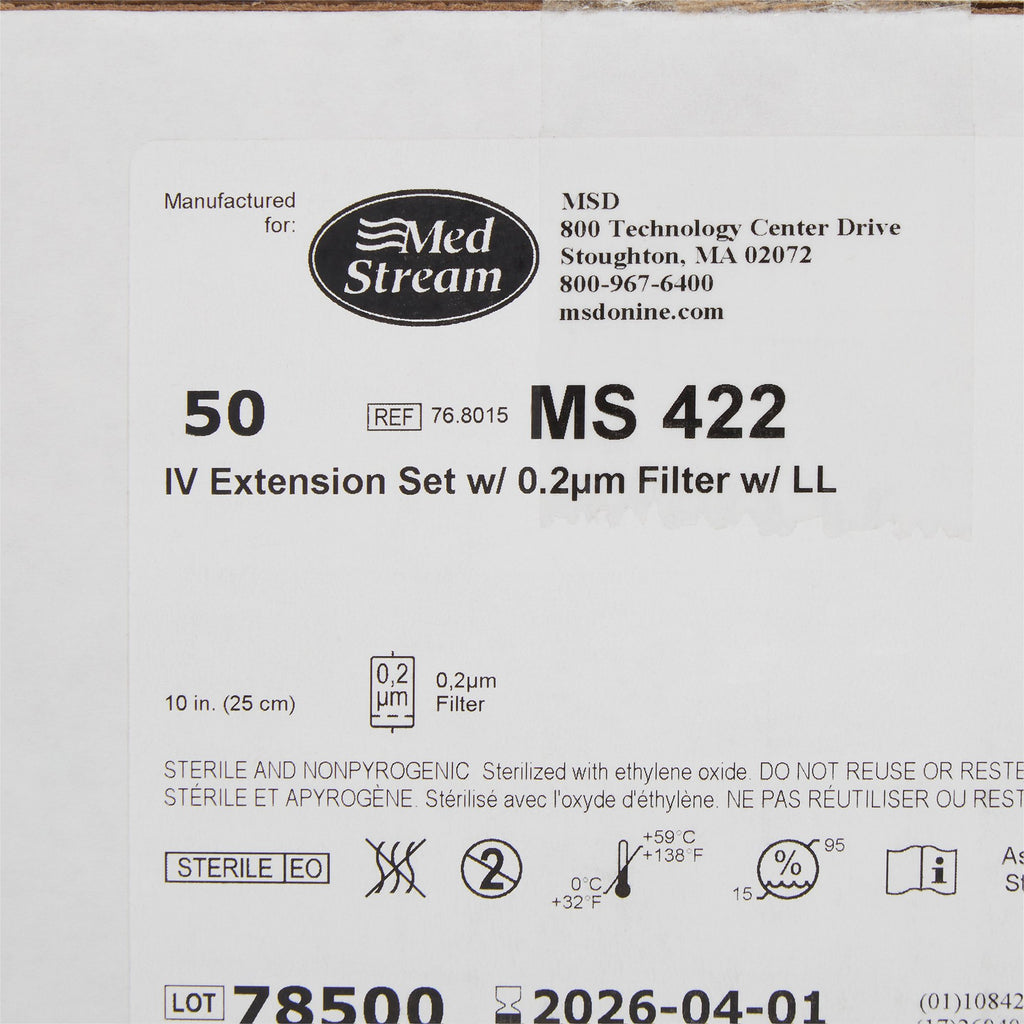 Manufactured
for:
Med
Stream
MSD
800 Technology Center Drive
Stoughton, MA 02072
800-967-6400
msdonine.com
50
REF 76.8015 MS 422
IV Extension Set w/ 0.2µm Filter w/ LL
10 in. (25 cm)
0,2
µm
0,2µm
Filter
STERILE AND NONPYROGENIC Sterilized with ethylene oxide. DO NOT REUSE OR RESTE
STÉRILE ET APYROGÈNE. Stérilisé avec l'oxyde d'éthylène. NE PAS RÉUTILISER OU REST
STERILE EO
2
+59°C
+138°F
0°C
+32°F
%
95
15
i
As
St
LOT 78500
2026-04-01
(01)10842